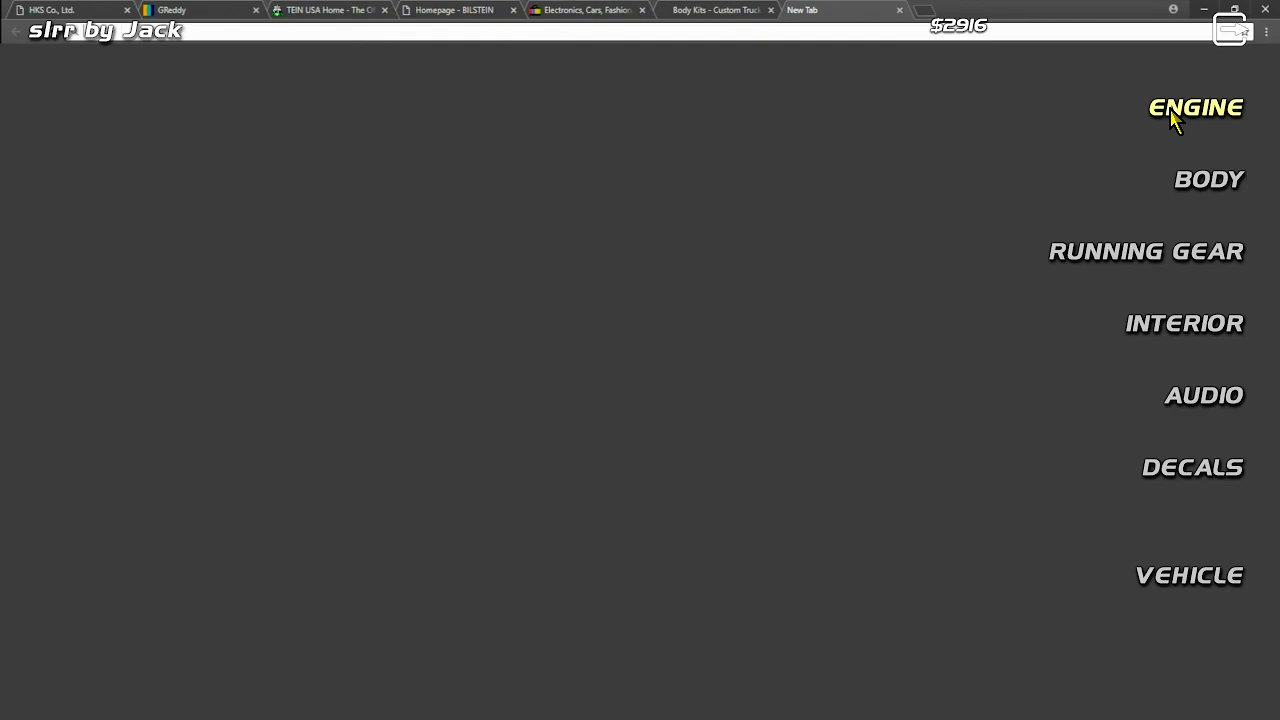 HKS Co., Ltd.
GReddy
TEIN USA Home - The O
Homepage - BILSTEIN
Electronics, Cars, Fashion
Body Kits - Custom Truck
New Tab
slrr by Jack
$2916
ENGINE
BODY
RUNNING GEAR
INTERIOR
AUDIO
DECALS
VEHICLE